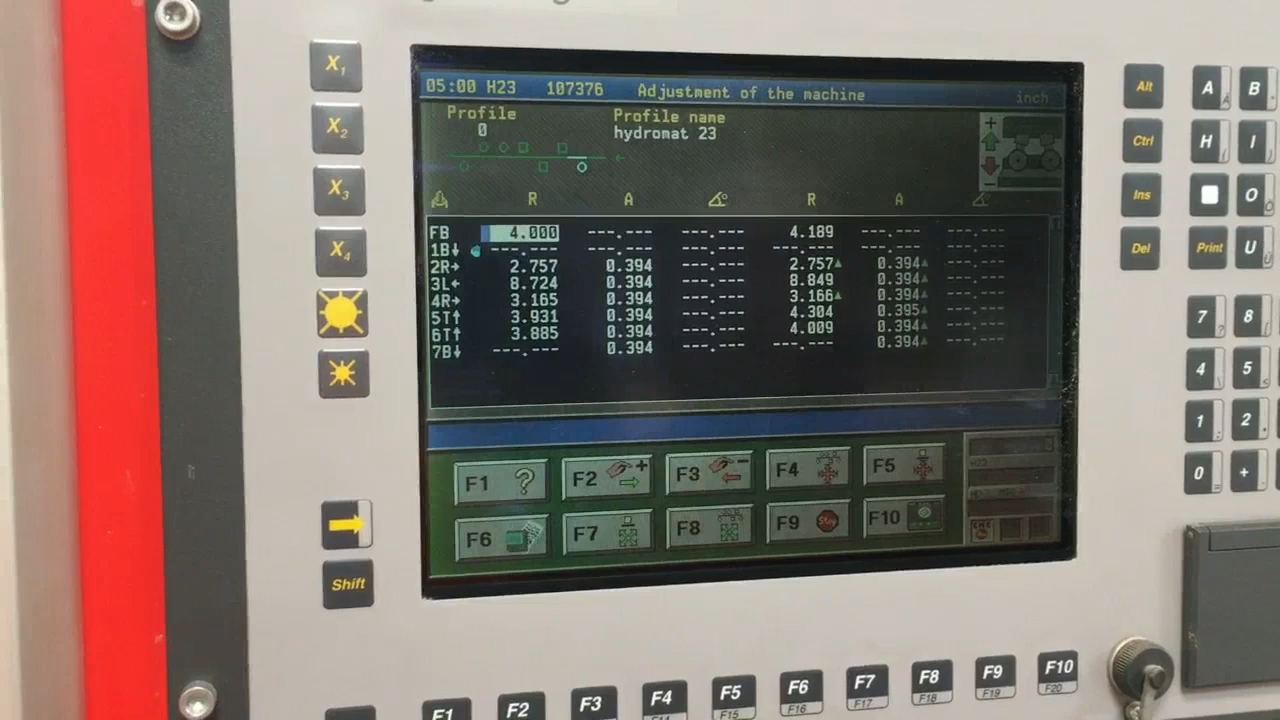 05:00 H23 107376 Adjustment of the machine inch
Profile Profile name
0 hydromat 23
R A R A
FB 4.000 ---.--- ---.--- 4.189 ---.--- ---.---
1B↓ ---.--- ---.--- ---.--- ---.--- ---.--- ---.---
2R→ 2.757 0.394 ---.--- 2.757▲ 0.394▲ ---.---
3L← 8.724 0.394 ---.--- 8.849 0.394▲ ---.---
4R→ 3.165 0.394 ---.--- 3.166▲ 0.394▲ ---.---
5T↑ 3.931 0.394 ---.--- 4.304 0.395▲ ---.---
6T↑ 3.885 0.394 ---.--- 4.009 0.394▲ ---.---
7B↓ ---.--- 0.394 ---.--- ---.--- 0.394▲ ---.---
F1 ? F2 + F3 - F4 F5
F6 F7 F8 F9 Stop F10
X1
X2
X3
X4
Shift
Alt A B
Ctrl H I
Ins O
Del Print U
7 8
4 5
1 2
0 +
F1 F2 F3 F4 F5 F6 F7 F8 F9 F10
F14 F15 F16 F17 F18 F19 F20